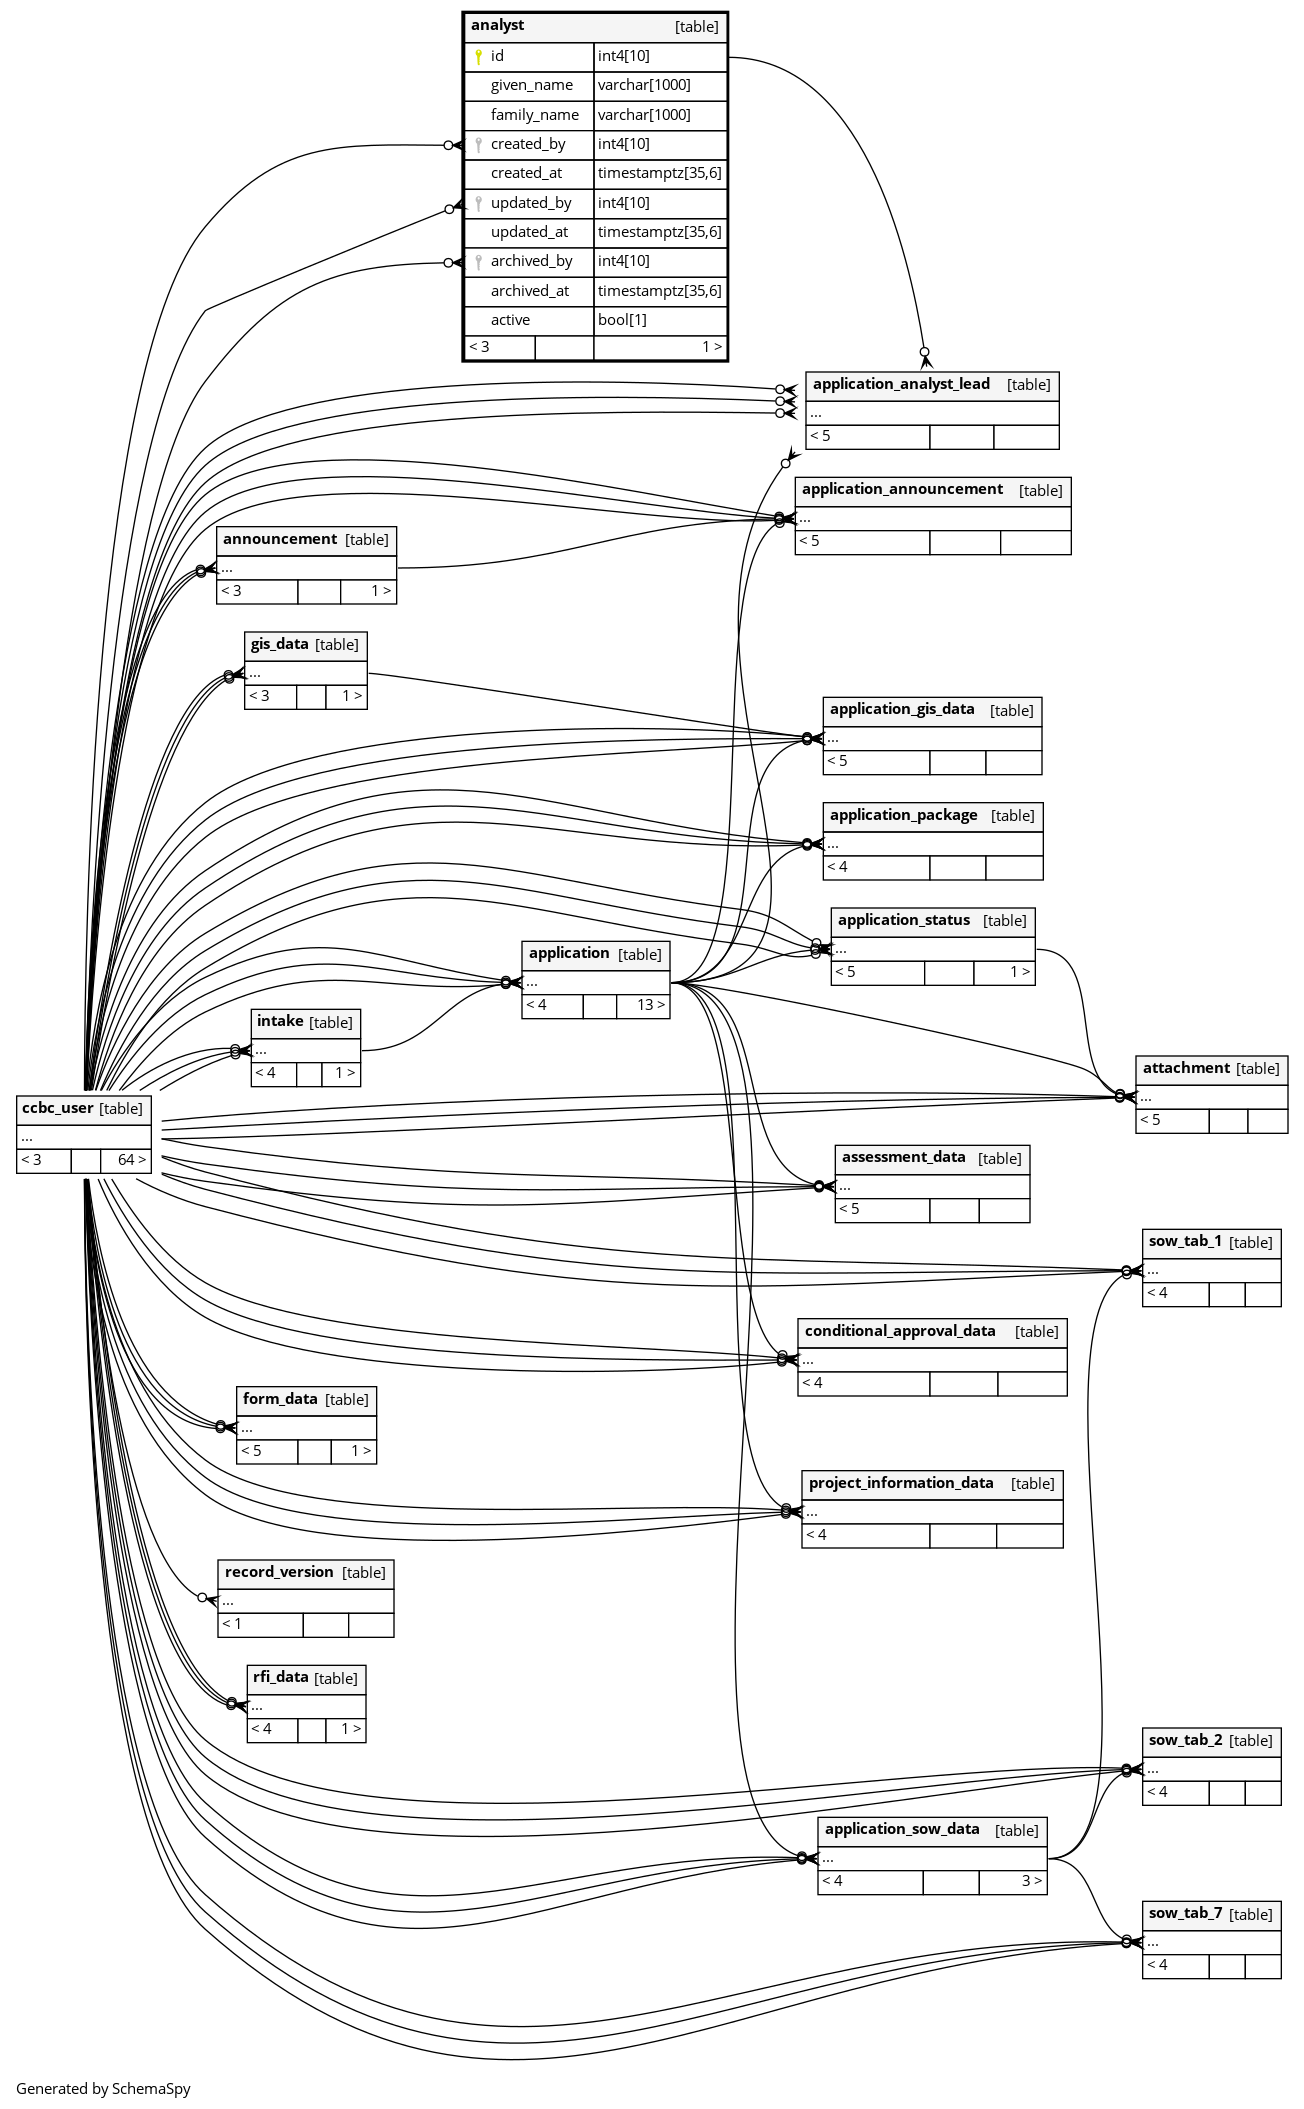 analyst [table]
id int4[10]
given_name varchar[1000]
family_name varchar[1000]
created_by int4[10]
created_at timestamptz[35,6]
updated_by int4[10]
updated_at timestamptz[35,6]
archived_by int4[10]
archived_at timestamptz[35,6]
active bool[1]
< 3 1 >
application_analyst_lead [table]
...
< 5
application_announcement [table]
...
< 5
announcement [table]
...
< 3 1 >
gis_data [table]
...
< 3 1 >
application_gis_data [table]
...
< 5
application_package [table]
...
< 4
application_status [table]
...
< 5 1 >
application [table]
...
< 4 13 >
intake [table]
...
< 4 1 >
attachment [table]
...
< 5
ccbc_user [table]
...
< 3 64 >
assessment_data [table]
...
< 5
sow_tab_1 [table]
...
< 4
conditional_approval_data [table]
...
< 4
form_data [table]
...
< 5 1 >
project_information_data [table]
...
< 4
record_version [table]
...
< 1
rfi_data [table]
...
< 4 1 >
sow_tab_2 [table]
...
< 4
application_sow_data [table]
...
< 4 3 >
sow_tab_7 [table]
...
< 4
Generated by SchemaSpy